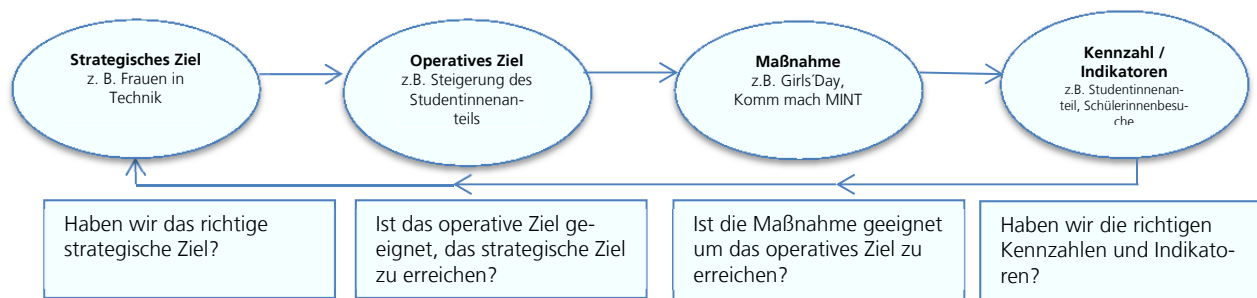 Strategisches Ziel
z. B. Frauen in
Technik
Operatives Ziel
z.B. Steigerung des
Studentinnenan-
teils
Maßnahme
z.B. Girls´Day,
Komm mach MINT
Kennzahl /
Indikatoren
z.B. Studentinnenan-
teil, Schülerinnenbesu-
che
Haben wir das richtige
strategische Ziel?
Ist das operative Ziel ge-
eignet, das strategische Ziel
zu erreichen?
Ist die Maßnahme geeignet
um das operatives Ziel zu
erreichen?
Haben wir die richtigen
Kennzahlen und Indikato-
ren?